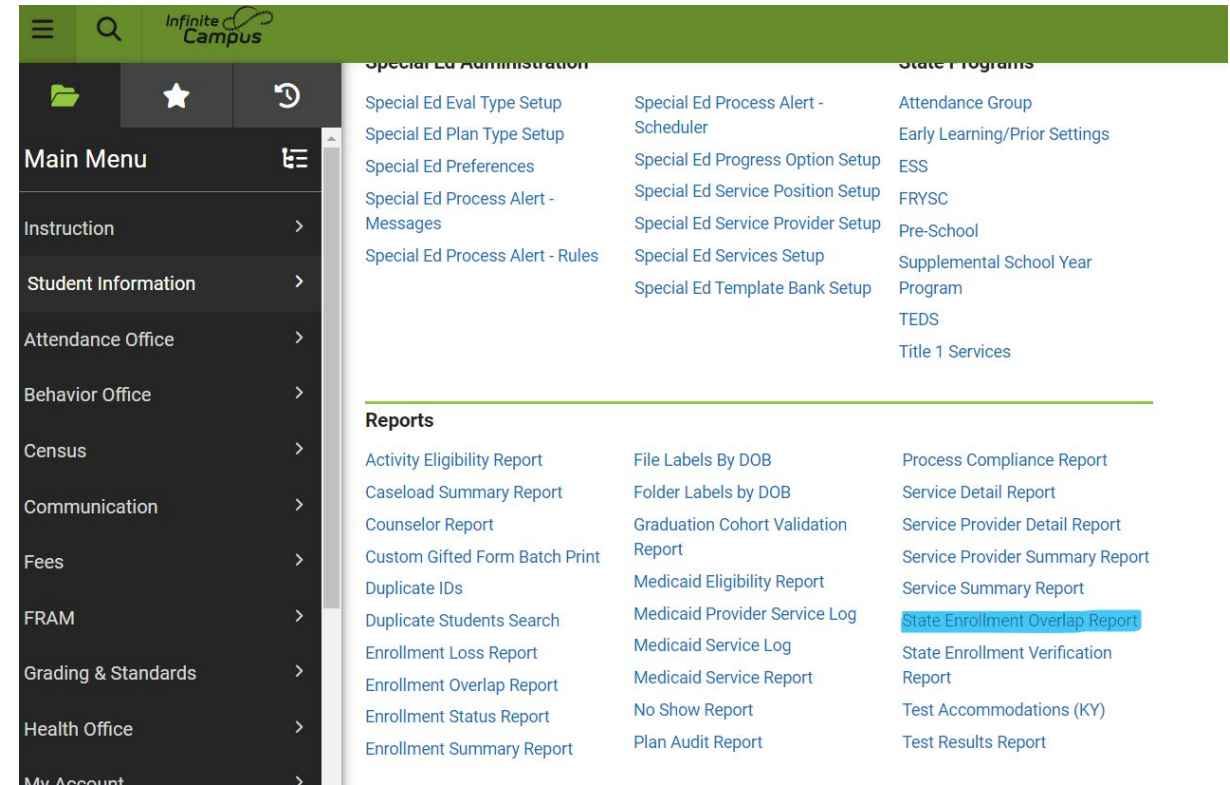 Infinite
Campus
Main Menu
Instruction
Student Information
Attendance Office
Behavior Office
Census
Communication
Fees
FRAM
Grading & Standards
Health Office
My Account
Special Ed Administration
Special Ed Eval Type Setup
Special Ed Plan Type Setup
Special Ed Preferences
Special Ed Process Alert -
Messages
Special Ed Process Alert - Rules
Special Ed Process Alert -
Scheduler
Special Ed Progress Option Setup
Special Ed Service Position Setup
Special Ed Service Provider Setup
Special Ed Services Setup
Special Ed Template Bank Setup
State Programs
Attendance Group
Early Learning/Prior Settings
ESS
FRYSC
Pre-School
Supplemental School Year
Program
TEDS
Title 1 Services
Reports
Activity Eligibility Report
Caseload Summary Report
Counselor Report
Custom Gifted Form Batch Print
Duplicate IDs
Duplicate Students Search
Enrollment Loss Report
Enrollment Overlap Report
Enrollment Status Report
Enrollment Summary Report
File Labels By DOB
Folder Labels by DOB
Graduation Cohort Validation
Report
Medicaid Eligibility Report
Medicaid Provider Service Log
Medicaid Service Log
Medicaid Service Report
No Show Report
Plan Audit Report
Process Compliance Report
Service Detail Report
Service Provider Detail Report
Service Provider Summary Report
Service Summary Report
State Enrollment Overlap Report
State Enrollment Verification
Report
Test Accommodations (KY)
Test Results Report